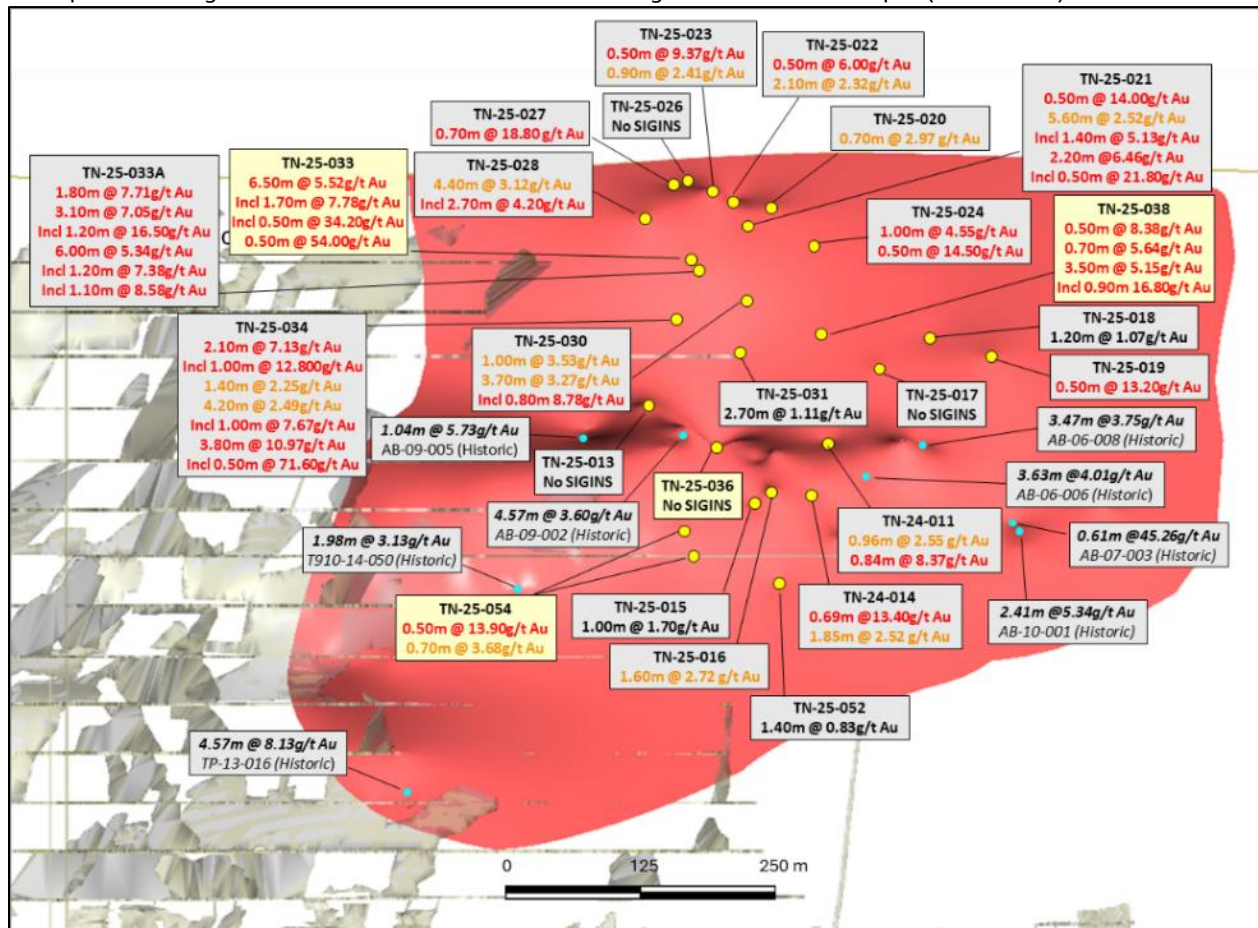 TN-25-023
0.50m @ 9.37g/t Au
0.90m @ 2.41g/t Au
TN-25-022
0.50m @ 6.00g/t Au
2.10m @ 2.32g/t Au
TN-25-021
0.50m @ 14.00g/t Au
5.60m @ 2.52g/t Au
Incl 1.40m @ 5.13g/t Au
2.20m @6.46g/t Au
Incl 0.50m @ 21.80g/t Au
TN-25-027
0.70m @ 18.80 g/t Au
TN-25-026
No SIGINS
TN-25-020
0.70m @ 2.97 g/t Au
TN-25-033A
1.80m @ 7.71g/t Au
3.10m @ 7.05g/t Au
Incl 1.20m @ 16.50g/t Au
6.00m @ 5.34g/t Au
Incl 1.20m @ 7.38g/t Au
Incl 1.10m @ 8.58g/t Au
TN-25-033
6.50m @ 5.52g/t Au
Incl 1.70m @ 7.78g/t Au
Incl 0.50m @ 34.20g/t Au
0.50m @ 54.00g/t Au
TN-25-028
4.40m @ 3.12g/t Au
Incl 2.70m @ 4.20g/t Au
TN-25-024
1.00m @ 4.55g/t Au
0.50m @ 14.50g/t Au
TN-25-038
0.50m @ 8.38g/t Au
0.70m @ 5.64g/t Au
3.50m @ 5.15g/t Au
Incl 0.90m 16.80g/t Au
TN-25-034
2.10m @ 7.13g/t Au
Incl 1.00m @ 12.800g/t Au
1.40m @ 2.25g/t Au
4.20m @ 2.49g/t Au
Incl 1.00m @ 7.67g/t Au
3.80m @ 10.97g/t Au
Incl 0.50m @ 71.60g/t Au
TN-25-030
1.00m @ 3.53g/t Au
3.70m @ 3.27g/t Au
Incl 0.80m 8.78g/t Au
TN-25-018
1.20m @ 1.07g/t Au
TN-25-019
0.50m @ 13.20g/t Au
TN-25-031
2.70m @ 1.11g/t Au
TN-25-017
No SIGINS
1.04m @ 5.73g/t Au
AB-09-005 (Historic)
TN-25-013
No SIGINS
TN-25-036
No SIGINS
3.47m @3.75g/t Au
AB-06-008 (Historic)
3.63m @4.01g/t Au
AB-06-006 (Historic)
4.57m @ 3.60g/t Au
AB-09-002 (Historic)
TN-24-011
0.96m @ 2.55 g/t Au
0.84m @ 8.37g/t Au
0.61m @45.26g/t Au
AB-07-003 (Historic)
1.98m @ 3.13g/t Au
T910-14-050 (Historic)
TN-25-054
0.50m @ 13.90g/t Au
0.70m @ 3.68g/t Au
TN-25-015
1.00m @ 1.70g/t Au
TN-24-014
0.69m @13.40g/t Au
1.85m @ 2.52 g/t Au
2.41m @5.34g/t Au
AB-10-001 (Historic)
TN-25-016
1.60m @ 2.72 g/t Au
TN-25-052
1.40m @ 0.83g/t Au
4.57m @ 8.13g/t Au
TP-13-016 (Historic)
0 125 250 m